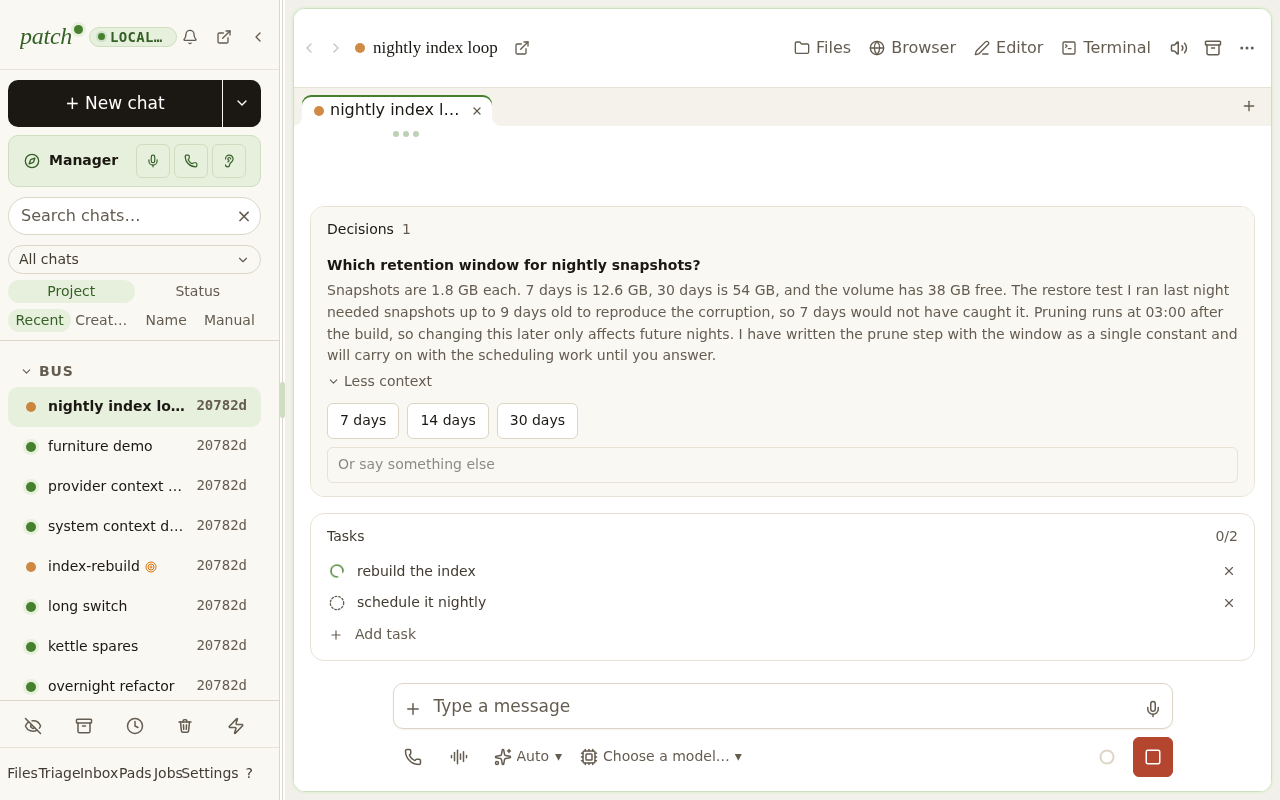 patch
LOCAL…
+ New chat
Manager
Search chats…
All chats
Project
Status
Recent
Creat…
Name
Manual
BUS
nightly index lo… 20782d
furniture demo 20782d
provider context … 20782d
system context d… 20782d
index-rebuild 20782d
long switch 20782d
kettle spares 20782d
overnight refactor 20782d
Files Triage Inbox Pads Jobs Settings ?
nightly index loop
Files
Browser
Editor
Terminal
nightly index l…
Decisions 1
Which retention window for nightly snapshots?
Snapshots are 1.8 GB each. 7 days is 12.6 GB, 30 days is 54 GB, and the volume has 38 GB free. The restore test I ran last night
needed snapshots up to 9 days old to reproduce the corruption, so 7 days would not have caught it. Pruning runs at 03:00 after
the build, so changing this later only affects future nights. I have written the prune step with the window as a single constant and
will carry on with the scheduling work until you answer.
Less context
7 days
14 days
30 days
Or say something else
Tasks 0/2
rebuild the index
schedule it nightly
Add task
Type a message
Auto ▾
Choose a model… ▾